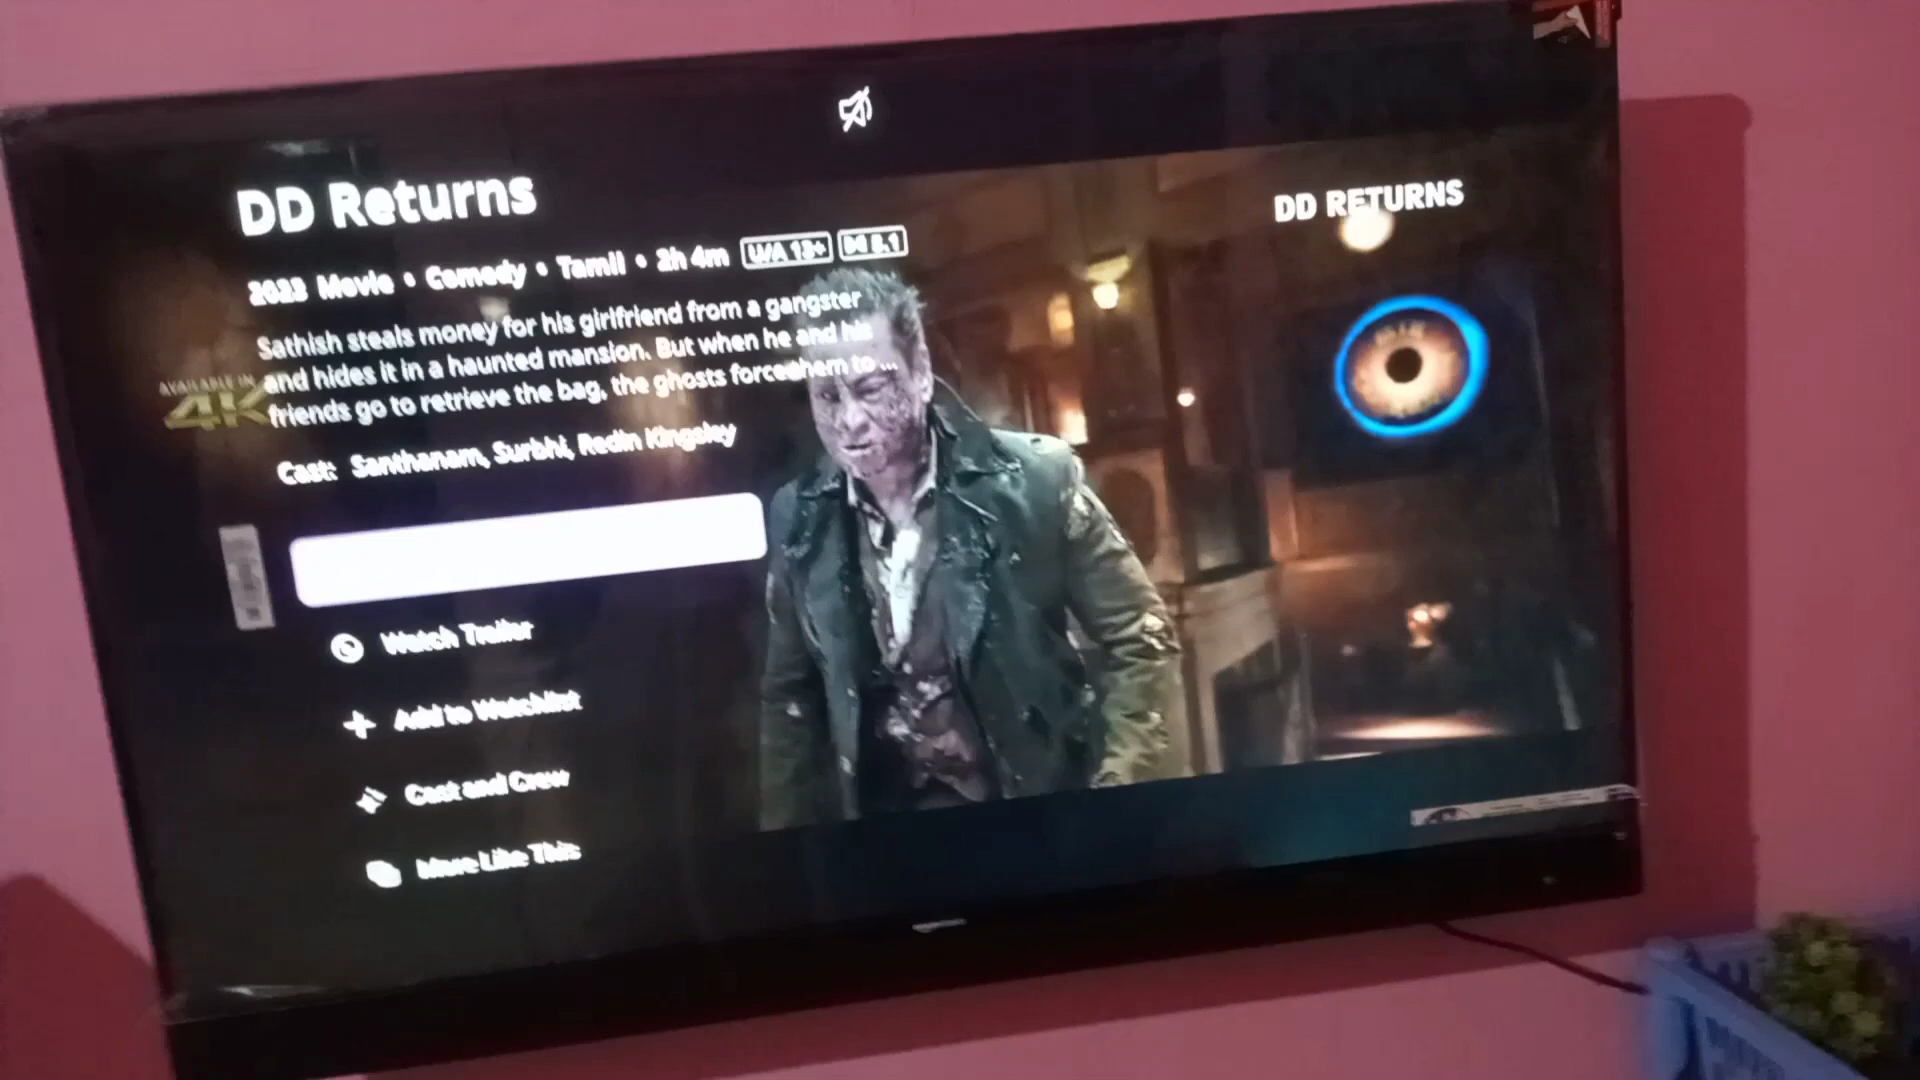 DD Returns
DD RETURNS
2023 Movie • Comedy • Tamil • 2h 4m U/A 13+ 5.1
Sathish steals money for his girlfriend from a gangster
and hides it in a haunted mansion. But when he and his
friends go to retrieve the bag, the ghosts force them to ...
AVAILABLE IN
4K
Cast: Santhanam, Surbhi, Redin Kingsley
Watch Trailer
Add to Watchlist
Cast and Crew
More Like This